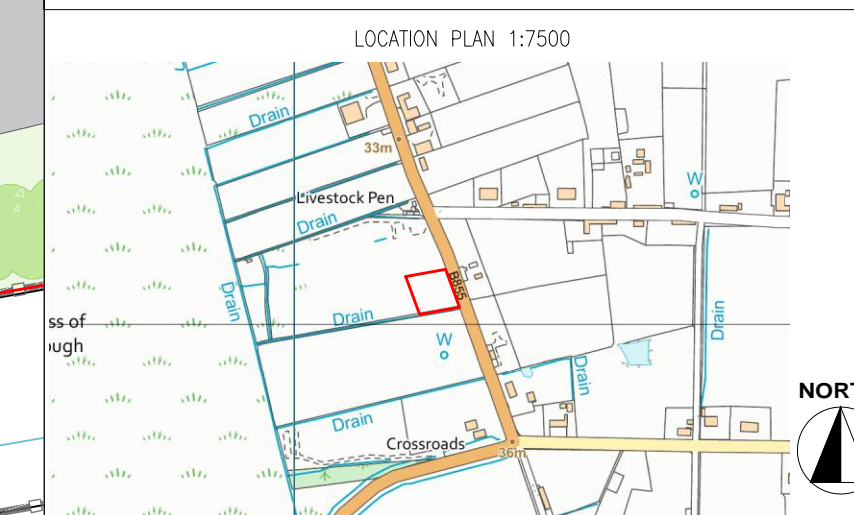 LOCATION PLAN 1:7500
Drain
33m
W
Livestock Pen
Drain
B855
Drain
Drain
ss of
ugh
W
Drain
Drain
NORT
Drain
Crossroads
36m